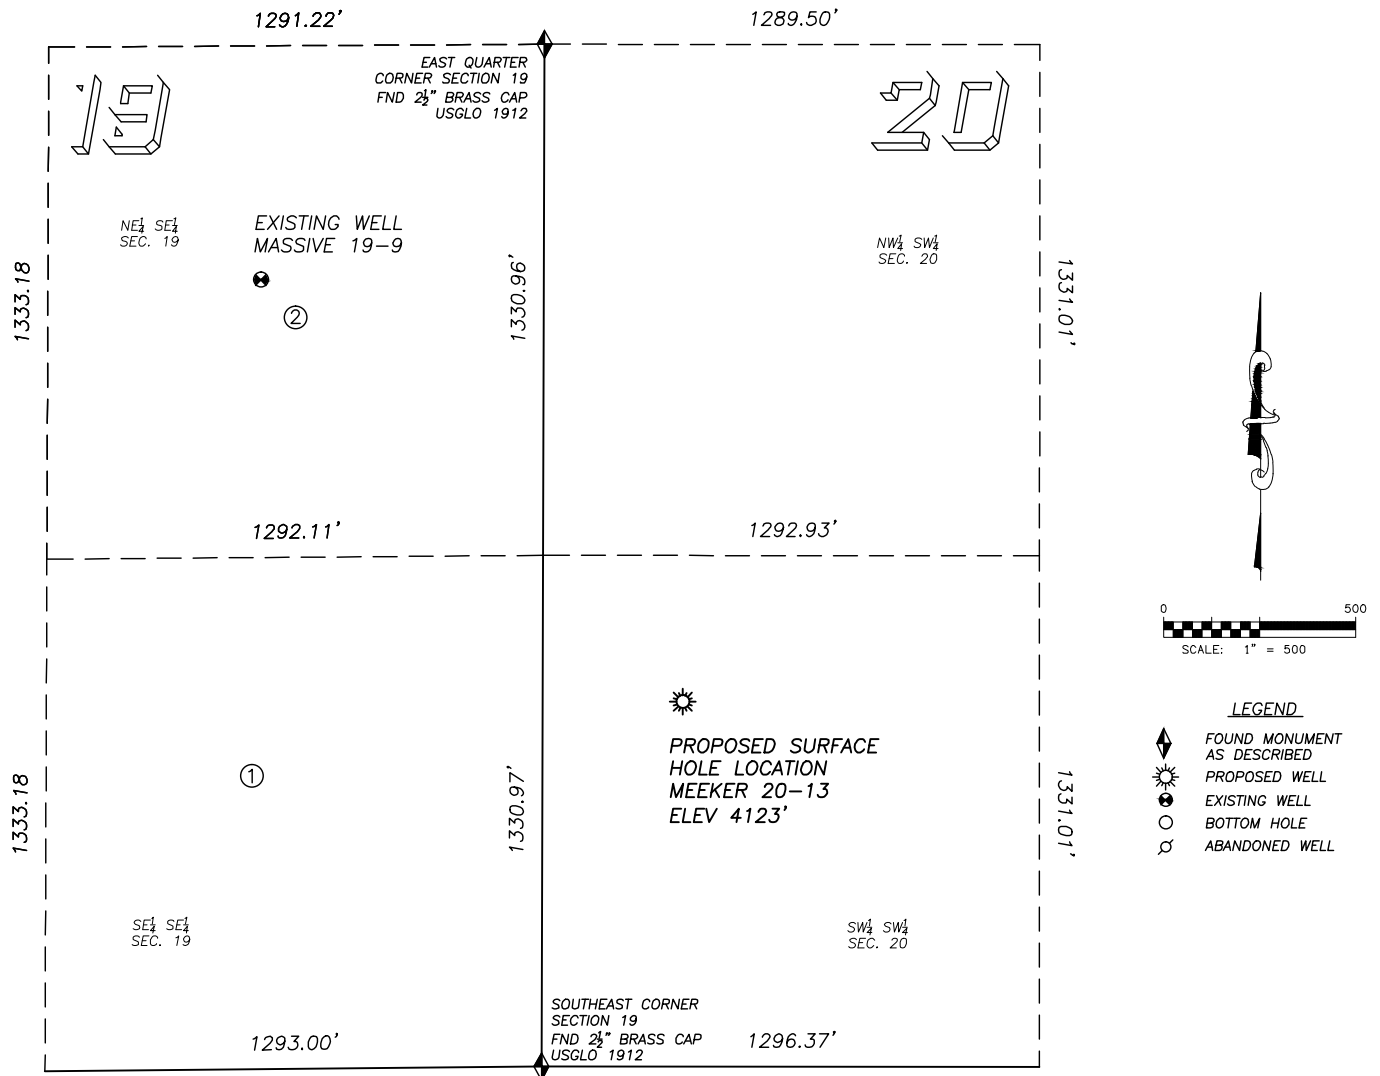 1291.22'
1289.50'
EAST QUARTER
CORNER SECTION 19
FND 2½" BRASS CAP
USGLO 1912
19
20
NE¼ SE¼
SEC. 19
EXISTING WELL
MASSIVE 19-9
②
NW¼ SW¼
SEC. 20
1333.18
1330.96'
1331.01'
1292.11'
1292.93'
0 500
SCALE: 1" = 500
LEGEND
FOUND MONUMENT
AS DESCRIBED
PROPOSED WELL
EXISTING WELL
BOTTOM HOLE
ABANDONED WELL
PROPOSED SURFACE
HOLE LOCATION
MEEKER 20-13
ELEV 4123'
①
1333.18
1330.97'
1331.01'
SE¼ SE¼
SEC. 19
SW¼ SW¼
SEC. 20
SOUTHEAST CORNER
SECTION 19
FND 2½" BRASS CAP
USGLO 1912
1293.00'
1296.37'